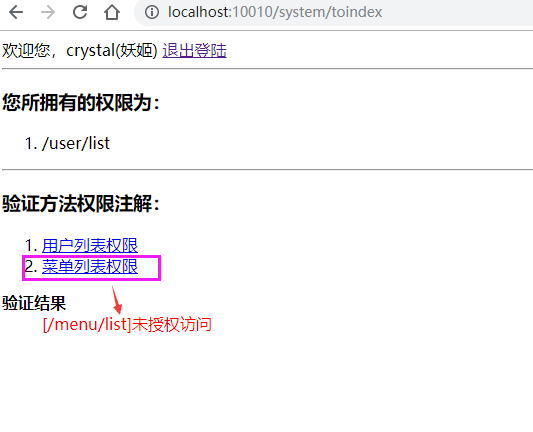 localhost:10010/system/toindex
欢迎您，crystal(妖姬) 退出登陆
您所拥有的权限为：
1. /user/list
验证方法权限注解：
1. 用户列表权限
2. 菜单列表权限
验证结果
[/menu/list]未授权访问